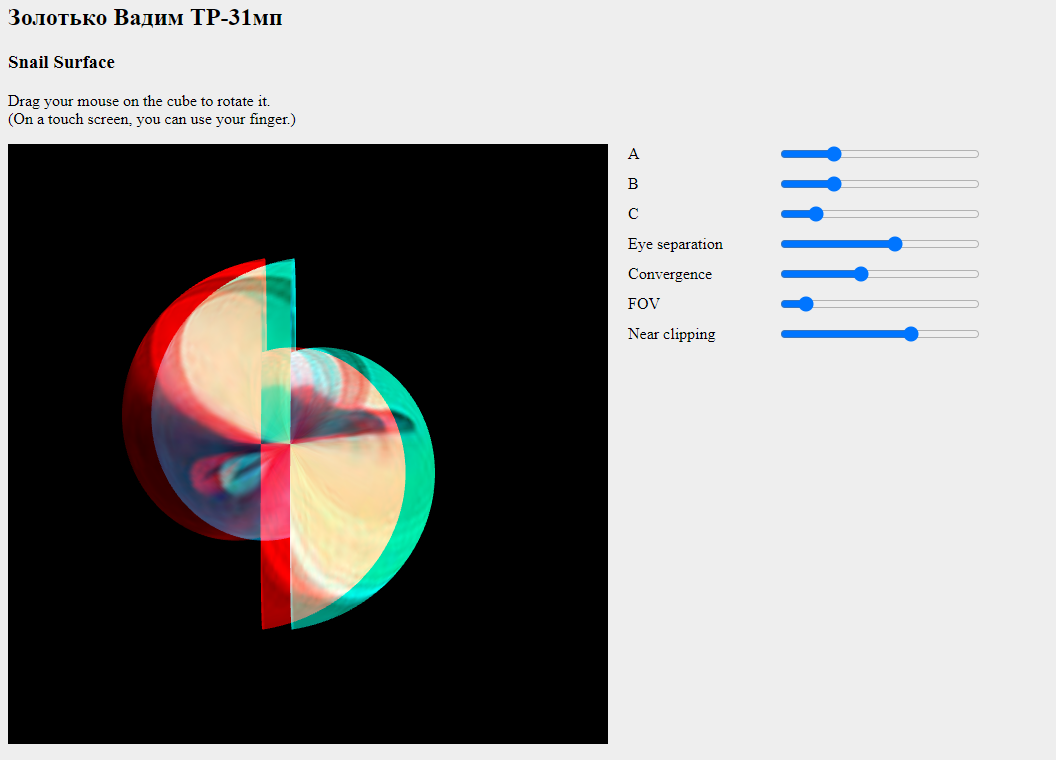 Золотько Вадим ТР-31мп
Snail Surface
Drag your mouse on the cube to rotate it.
(On a touch screen, you can use your finger.)
A
B
C
Eye separation
Convergence
FOV
Near clipping